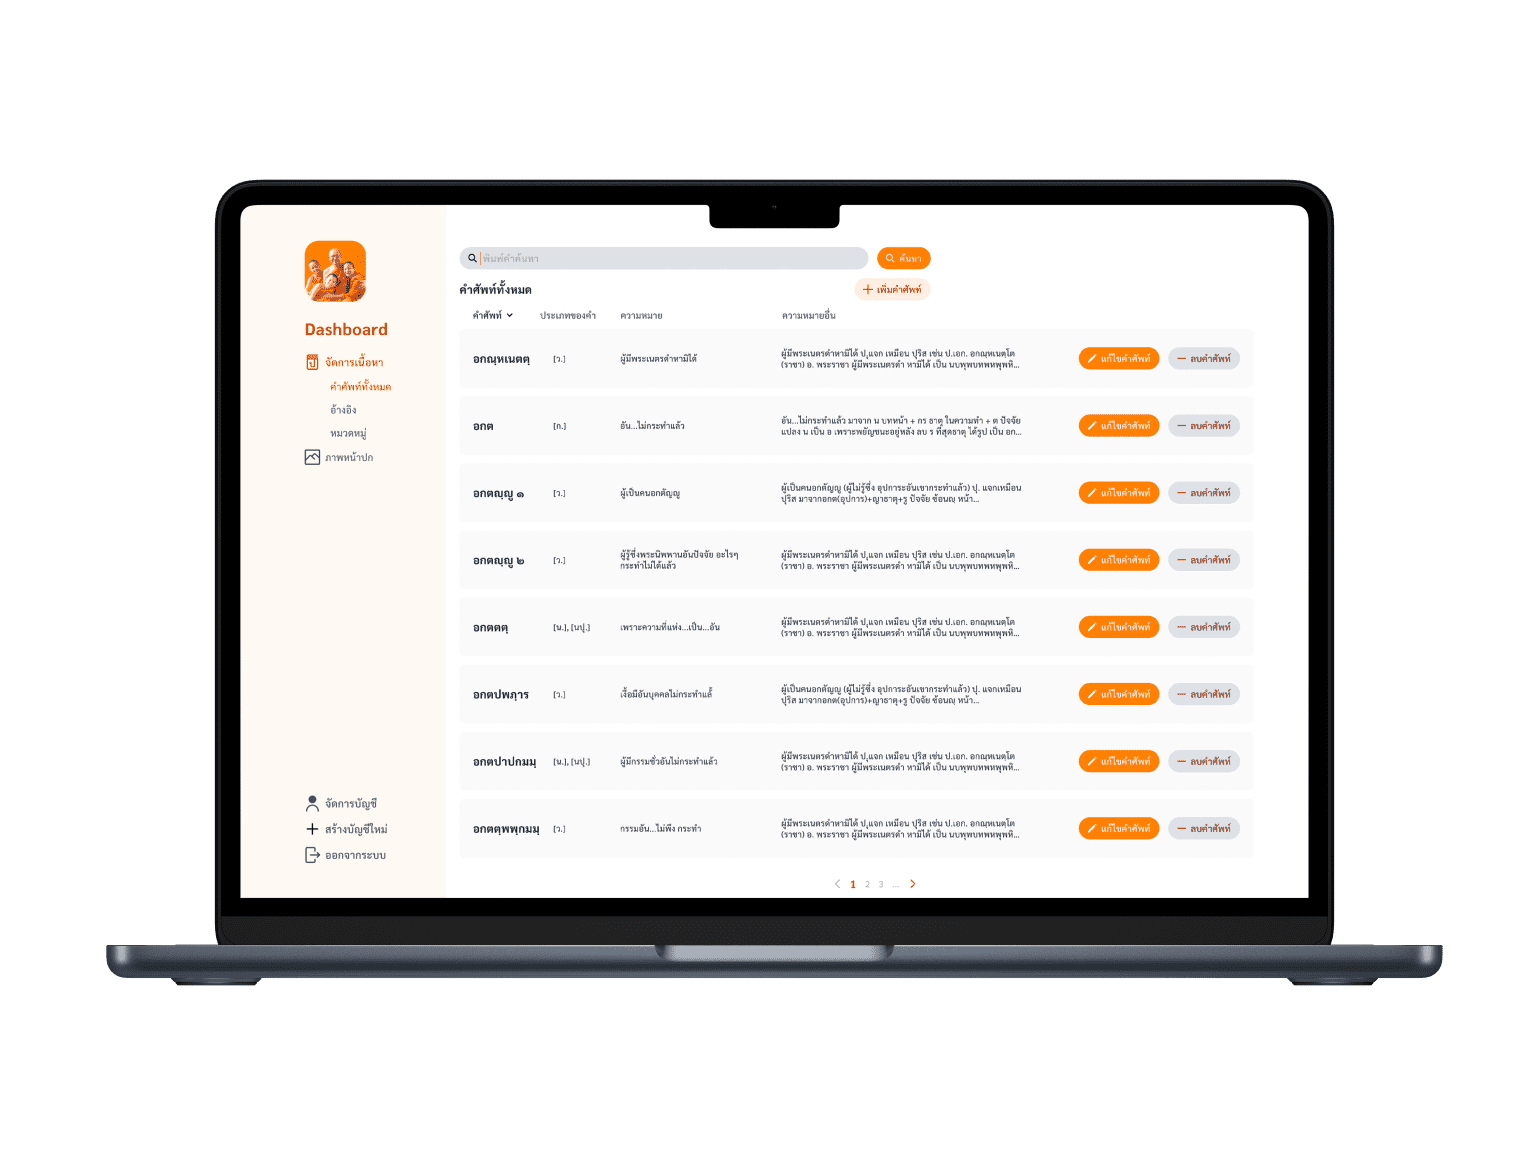 Dashboard
จัดการเนื้อหา
คำศัพท์ทั้งหมด
อ้างอิง
หมวดหมู่
ภาพหน้าปก
จัดการบัญชี
สร้างบัญชีใหม่
ออกจากระบบ
พิมพ์คำค้นหา
ค้นหา
คำศัพท์ทั้งหมด
เพิ่มคำศัพท์
คำศัพท์ ประเภทของคำ ความหมาย ความหมายอื่น
อกณฺหเนตตฺ [ว.] ผู้มีพระเนตรดำหามิได้ ผู้มีพระเนตรดำหามิได้ ปุ,แจก เหมือน ปุริส เช่น ป.เอก. อกณฺหเนตฺโต
(ราชา) อ. พระราชา ผู้มีพระเนตรดำ หามิได้ เป็น นบุพบทพหุพพิ...
แก้ไขคำศัพท์ ลบคำศัพท์
อกต [ก.] อัน...ไม่กระทำแล้ว อัน...ไม่กระทำแล้ว มาจาก น บทหน้า + กร ธาตุ ในความทำ + ต ปัจจัย
แปลง น เป็น อ เพราะพยัญชนะอยู่หลัง ลบ ร ที่สุดธาตุ ได้รูป เป็น อก...
แก้ไขคำศัพท์ ลบคำศัพท์
อกตญฺญู ๑ [ว.] ผู้เป็นคนอกตัญญู ผู้เป็นคนอกตัญญู (ผู้ไม่รู้ซึ่ง อุปการะอันเขากระทำแล้ว) ปุ. แจกเหมือน
ปุริส มาจากอกต(อุปการ)+ญาธาตุ+รู ปัจจัย ซ้อนญฺ หน้า...
แก้ไขคำศัพท์ ลบคำศัพท์
อกตญฺญู ๒ [ว.] ผู้รู้ซึ่งพระนิพพานอันปัจจัย อะไรๆ
กระทำไม่ได้แล้ว
ผู้มีพระเนตรดำหามิได้ ปุ,แจก เหมือน ปุริส เช่น ป.เอก. อกณฺหเนตฺโต
(ราชา) อ. พระราชา ผู้มีพระเนตรดำ หามิได้ เป็น นบุพบทพหุพพิ...
แก้ไขคำศัพท์ ลบคำศัพท์
อกตตตฺ [น.], [นปุ.] เพราะความที่แห่ง...เป็น...อัน ผู้มีพระเนตรดำหามิได้ ปุ,แจก เหมือน ปุริส เช่น ป.เอก. อกณฺหเนตฺโต
(ราชา) อ. พระราชา ผู้มีพระเนตรดำ หามิได้ เป็น นบุพบทพหุพพิ...
แก้ไขคำศัพท์ ลบคำศัพท์
อกตปพภฺาร [ว.] เงื้อมีอันบุคคลไม่กระทำแล้ ผู้เป็นคนอกตัญญู (ผู้ไม่รู้ซึ่ง อุปการะอันเขากระทำแล้ว) ปุ. แจกเหมือน
ปุริส มาจากอกต(อุปการ)+ญาธาตุ+รู ปัจจัย ซ้อนญฺ หน้า...
แก้ไขคำศัพท์ ลบคำศัพท์
อกตปาปกมมฺ [น.], [นปุ.] ผู้มีกรรมชั่วอันไม่กระทำแล้ว ผู้มีพระเนตรดำหามิได้ ปุ,แจก เหมือน ปุริส เช่น ป.เอก. อกณฺหเนตฺโต
(ราชา) อ. พระราชา ผู้มีพระเนตรดำ หามิได้ เป็น นบุพบทพหุพพิ...
แก้ไขคำศัพท์ ลบคำศัพท์
อกตตฺพพฺกมมฺ [ว.] กรรมอัน...ไม่พึง กระทำ ผู้มีพระเนตรดำหามิได้ ปุ,แจก เหมือน ปุริส เช่น ป.เอก. อกณฺหเนตฺโต
(ราชา) อ. พระราชา ผู้มีพระเนตรดำ หามิได้ เป็น นบุพบทพหุพพิ...
แก้ไขคำศัพท์ ลบคำศัพท์
1 2 3 ...